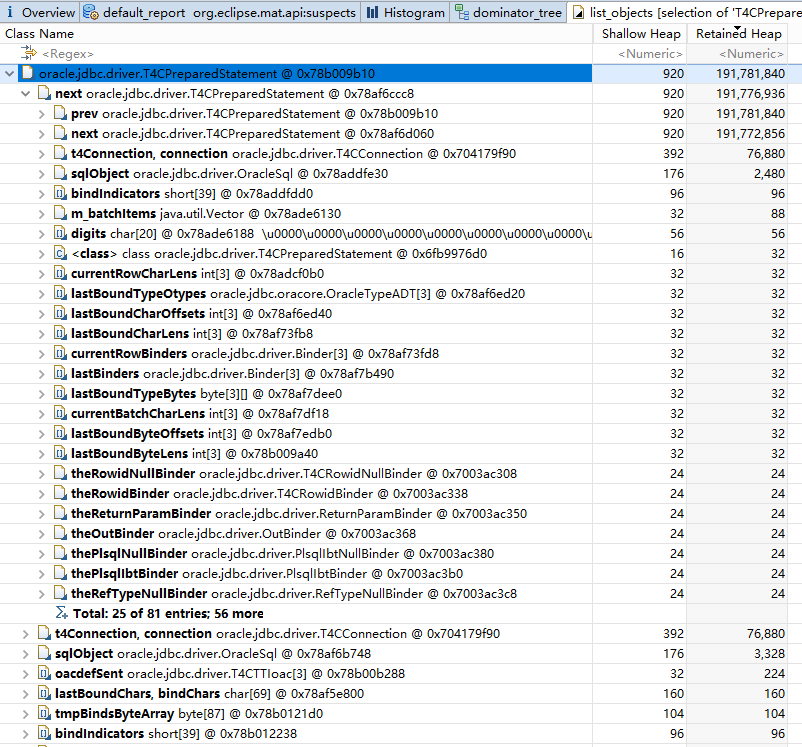 i Overview default_report org.eclipse.mat.api:suspects Histogram dominator_tree list_objects [selection of 'T4CPrepare
Class Name Shallow Heap Retained Heap
<Regex> <Numeric> <Numeric>
oracle.jdbc.driver.T4CPreparedStatement @ 0x78b009b10 920 191,781,840
next oracle.jdbc.driver.T4CPreparedStatement @ 0x78af6ccc8 920 191,776,936
prev oracle.jdbc.driver.T4CPreparedStatement @ 0x78b009b10 920 191,781,840
next oracle.jdbc.driver.T4CPreparedStatement @ 0x78af6d060 920 191,772,856
t4Connection, connection oracle.jdbc.driver.T4CConnection @ 0x704179f90 392 76,880
sqlObject oracle.jdbc.driver.OracleSql @ 0x78addfe30 176 2,480
bindIndicators short[39] @ 0x78addfdd0 96 96
m_batchItems java.util.Vector @ 0x78ade6130 32 88
digits char[20] @ 0x78ade6188 \u0000\u0000\u0000\u0000\u0000\u0000\u0000\u0000\u 56 56
<class> class oracle.jdbc.driver.T4CPreparedStatement @ 0x6fb9976d0 16 32
currentRowCharLens int[3] @ 0x78adcf0b0 32 32
lastBoundTypeOtypes oracle.jdbc.oracore.OracleTypeADT[3] @ 0x78af6ed20 32 32
lastBoundCharOffsets int[3] @ 0x78af6ed40 32 32
lastBoundCharLens int[3] @ 0x78af73fb8 32 32
currentRowBinders oracle.jdbc.driver.Binder[3] @ 0x78af73fd8 32 32
lastBinders oracle.jdbc.driver.Binder[3] @ 0x78af7b490 32 32
lastBoundTypeBytes byte[3][] @ 0x78af7dee0 32 32
currentBatchCharLens int[3] @ 0x78af7df18 32 32
lastBoundByteOffsets int[3] @ 0x78af7edb0 32 32
lastBoundByteLens int[3] @ 0x78b009a40 32 32
theRowidNullBinder oracle.jdbc.driver.T4CRowidNullBinder @ 0x7003ac308 24 24
theRowidBinder oracle.jdbc.driver.T4CRowidBinder @ 0x7003ac338 24 24
theReturnParamBinder oracle.jdbc.driver.ReturnParamBinder @ 0x7003ac350 24 24
theOutBinder oracle.jdbc.driver.OutBinder @ 0x7003ac368 24 24
thePlsqlNullBinder oracle.jdbc.driver.PlsqlIbtNullBinder @ 0x7003ac380 24 24
thePlsqlIbtBinder oracle.jdbc.driver.PlsqlIbtBinder @ 0x7003ac3b0 24 24
theRefTypeNullBinder oracle.jdbc.driver.RefTypeNullBinder @ 0x7003ac3c8 24 24
Total: 25 of 81 entries; 56 more
t4Connection, connection oracle.jdbc.driver.T4CConnection @ 0x704179f90 392 76,880
sqlObject oracle.jdbc.driver.OracleSql @ 0x78af6b748 176 3,328
oacdefSent oracle.jdbc.driver.T4CTTIoac[3] @ 0x78b00b288 32 224
lastBoundChars, bindChars char[69] @ 0x78af5e800 160 160
tmpBindsByteArray byte[87] @ 0x78b0121d0 104 104
bindIndicators short[39] @ 0x78b012238 96 96